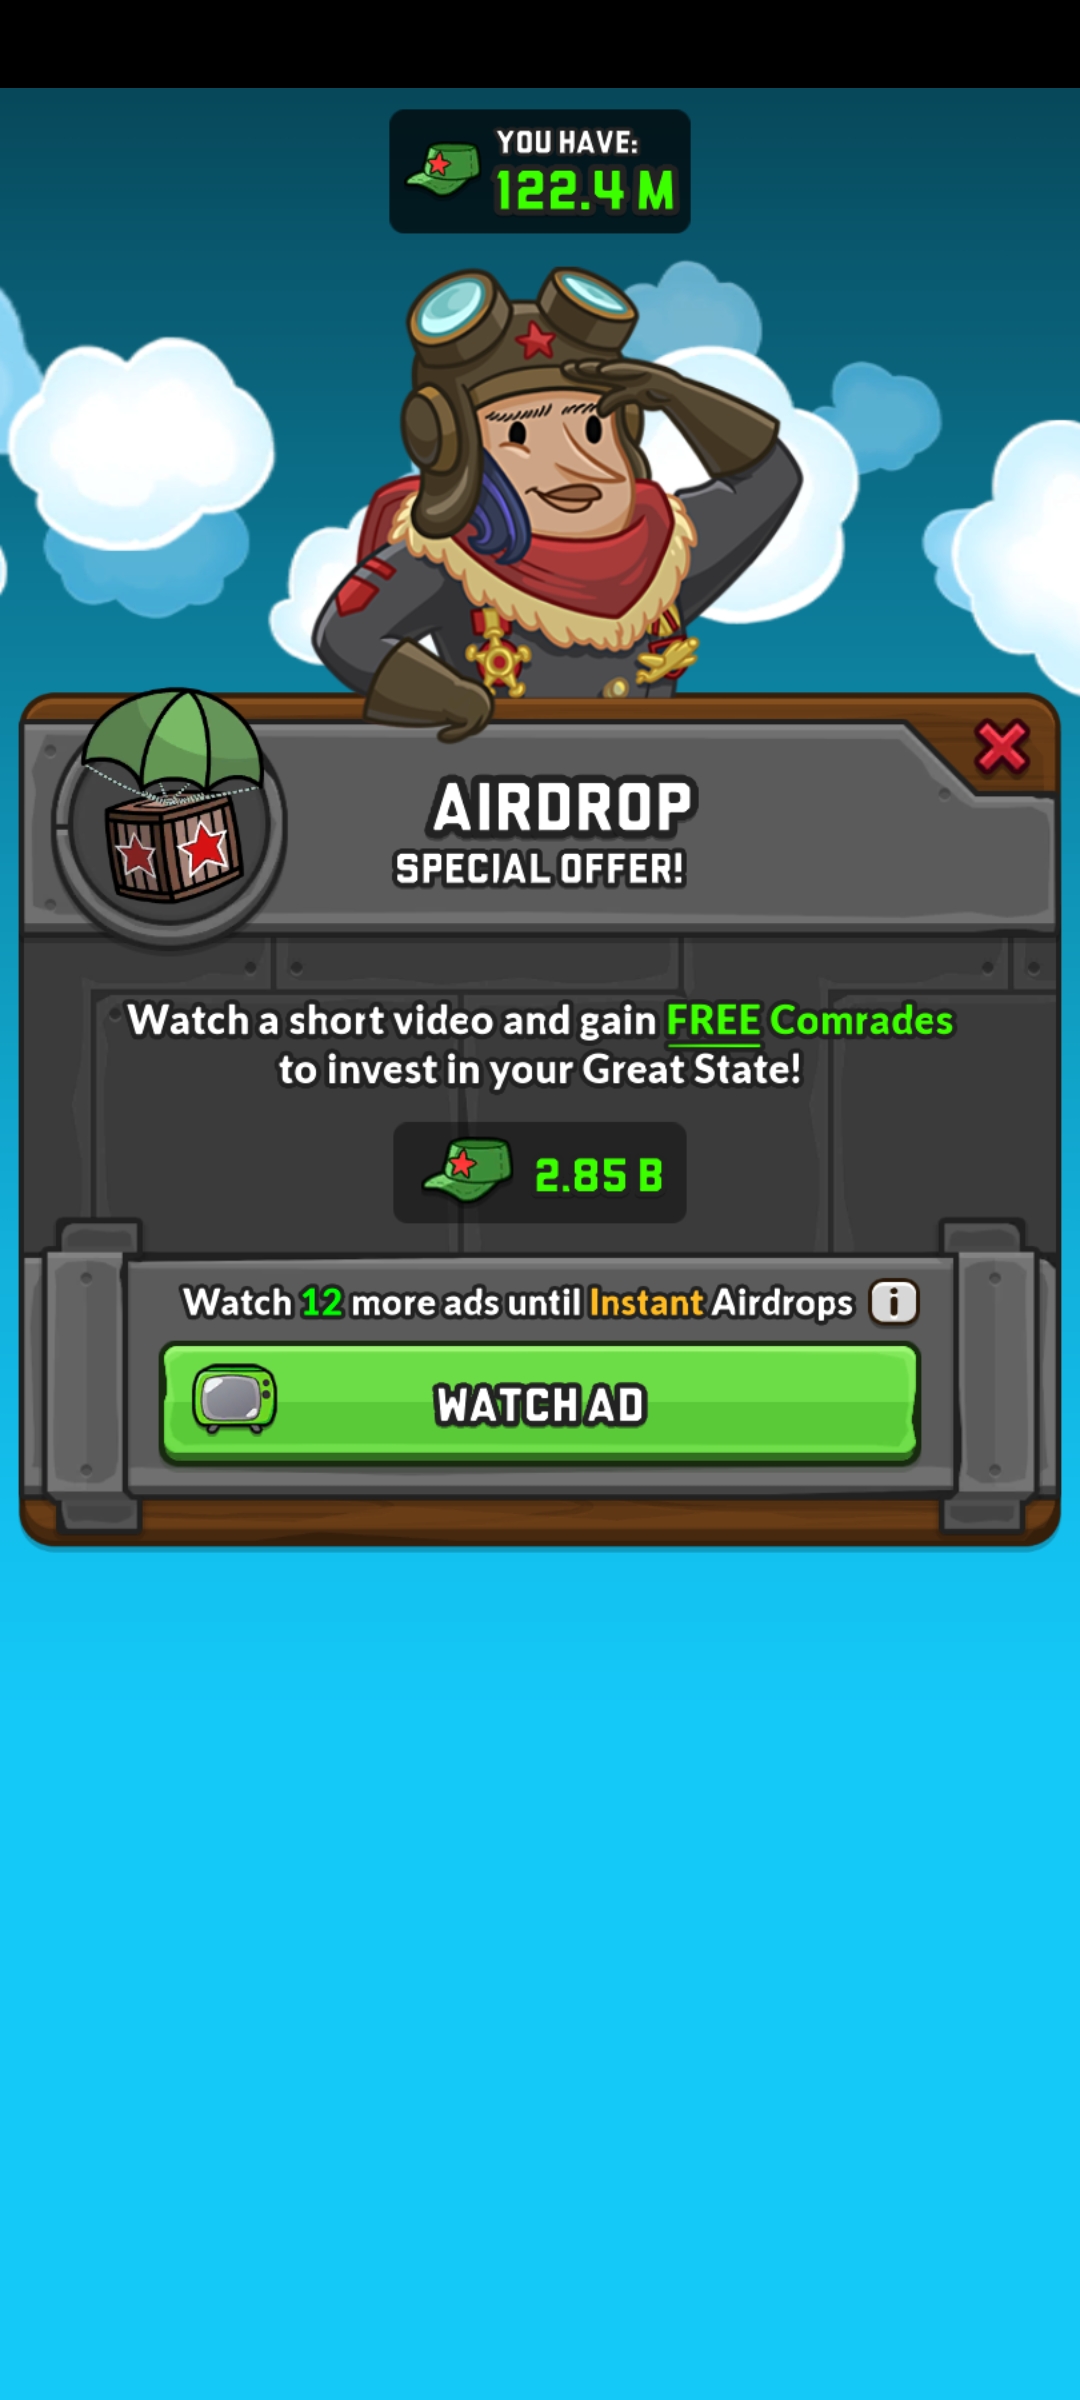 YOU HAVE:
122.4 M
AIRDROP
SPECIAL OFFER!
Watch a short video and gain FREE Comrades
to invest in your Great State!
2.85 B
Watch 12 more ads until Instant Airdrops i
WATCH AD